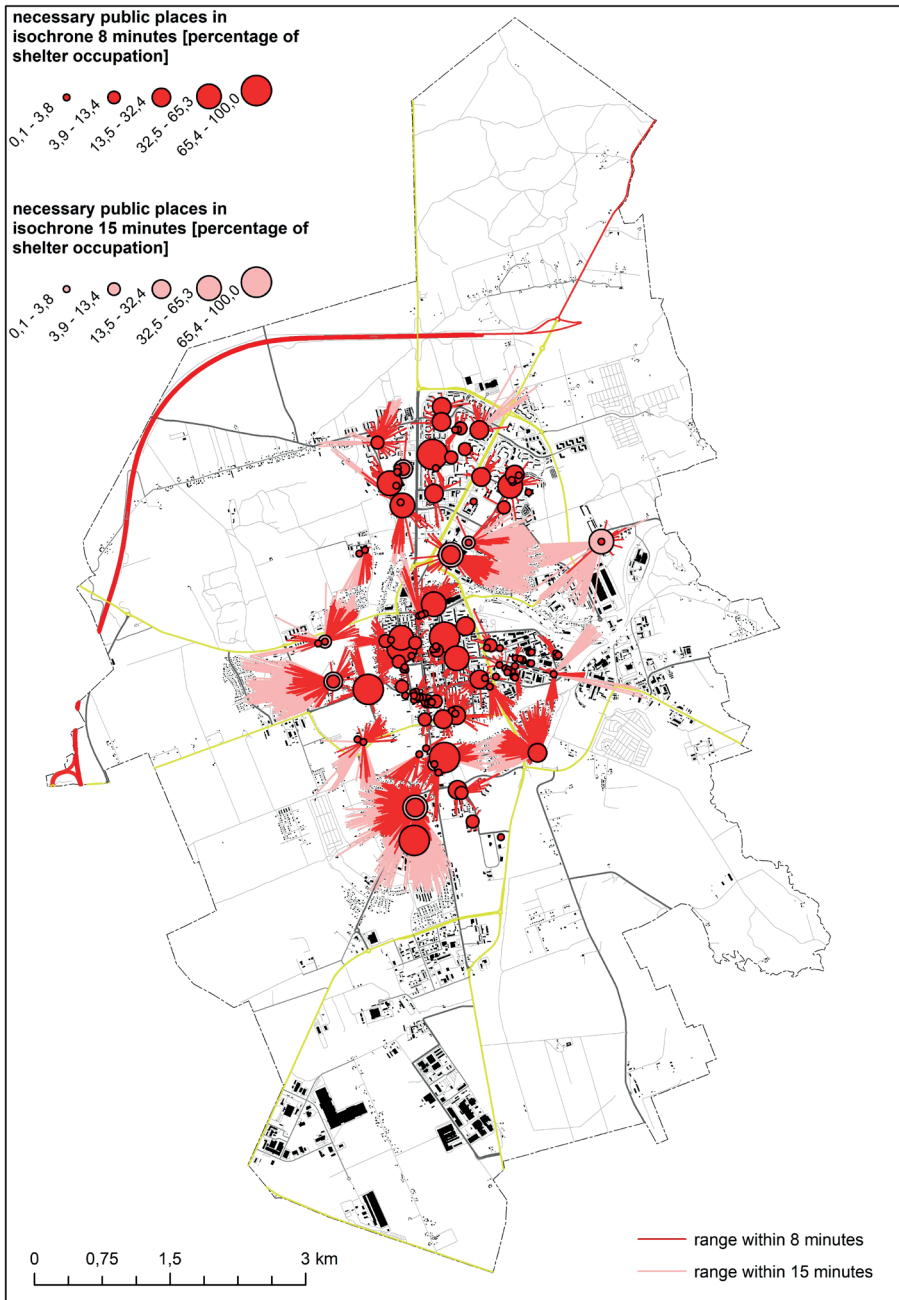 necessary public places in
isochrone 8 minutes [percentage of
shelter occupation]
0,1 - 3,8
3,9 - 13,4
13,5 - 32,4
32,5 - 65,3
65,4 - 100,0
necessary public places in
isochrone 15 minutes [percentage of
shelter occupation]
0,1 - 3,8
3,9 - 13,4
13,5 - 32,4
32,5 - 65,3
65,4 - 100,0
0 0,75 1,5 3 km
range within 8 minutes
range within 15 minutes